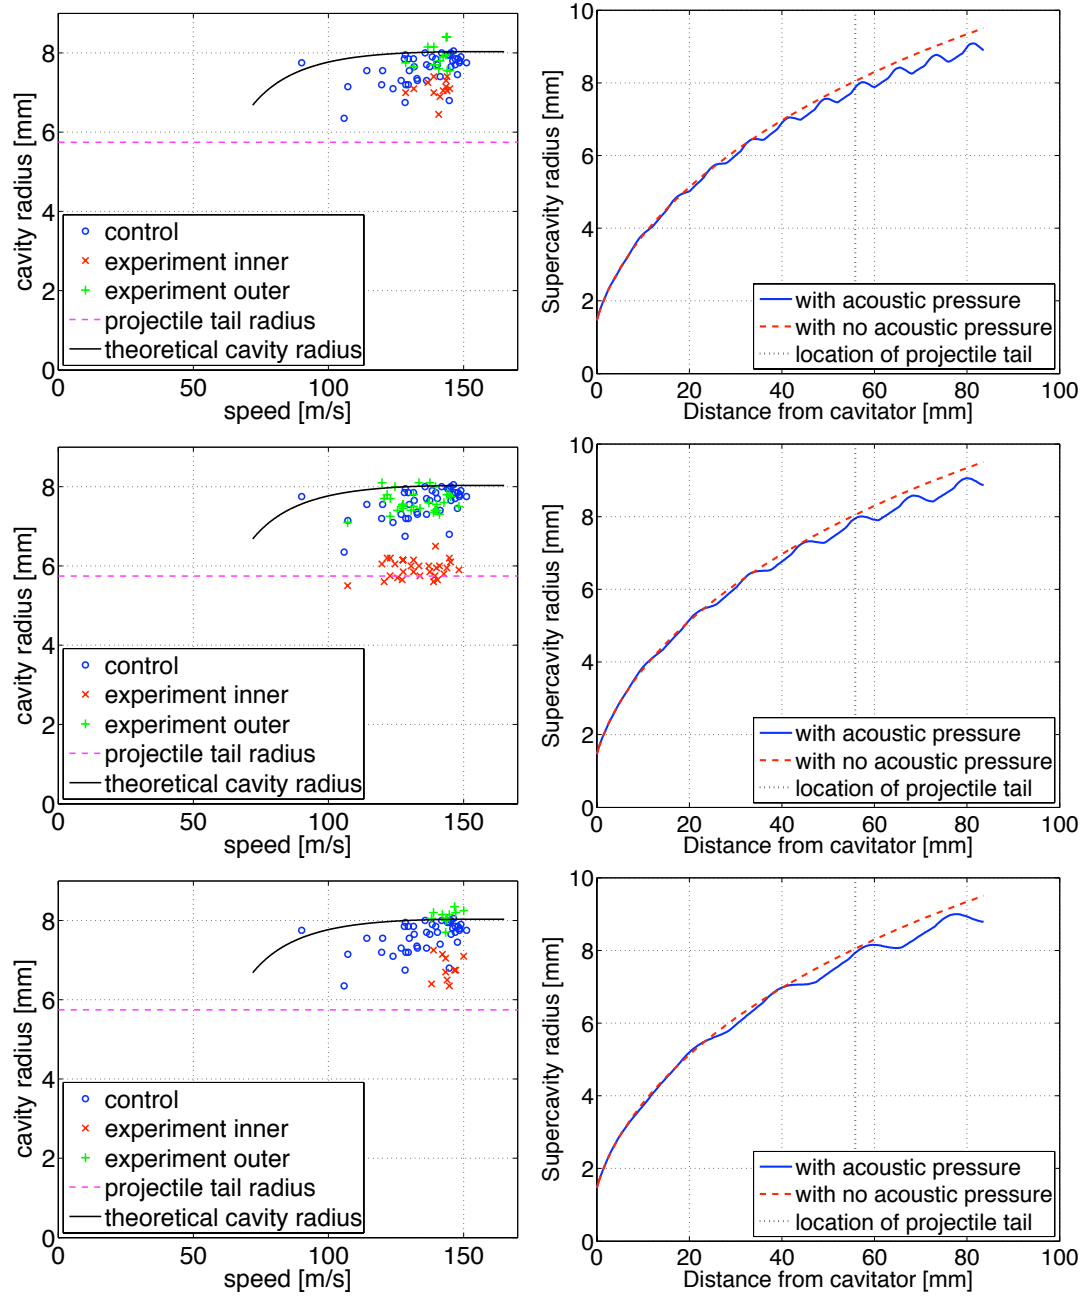 10
8
6
4
2
0
0
50
100
150
cavity radius [mm]
speed [m/s]
control
experiment inner
experiment outer
projectile tail radius
theoretical cavity radius
10
8
6
4
2
0
0
20
40
60
80
100
Supercavity radius [mm]
Distance from cavitator [mm]
with acoustic pressure
with no acoustic pressure
location of projectile tail
8
6
4
2
0
0
50
100
150
cavity radius [mm]
speed [m/s]
control
experiment inner
experiment outer
projectile tail radius
theoretical cavity radius
10
8
6
4
2
0
0
20
40
60
80
100
Supercavity radius [mm]
Distance from cavitator [mm]
with acoustic pressure
with no acoustic pressure
location of projectile tail
8
6
4
2
0
0
50
100
150
cavity radius [mm]
speed [m/s]
control
experiment inner
experiment outer
projectile tail radius
theoretical cavity radius
10
8
6
4
2
0
0
20
40
60
80
100
Supercavity radius [mm]
Distance from cavitator [mm]
with acoustic pressure
with no acoustic pressure
location of projectile tail